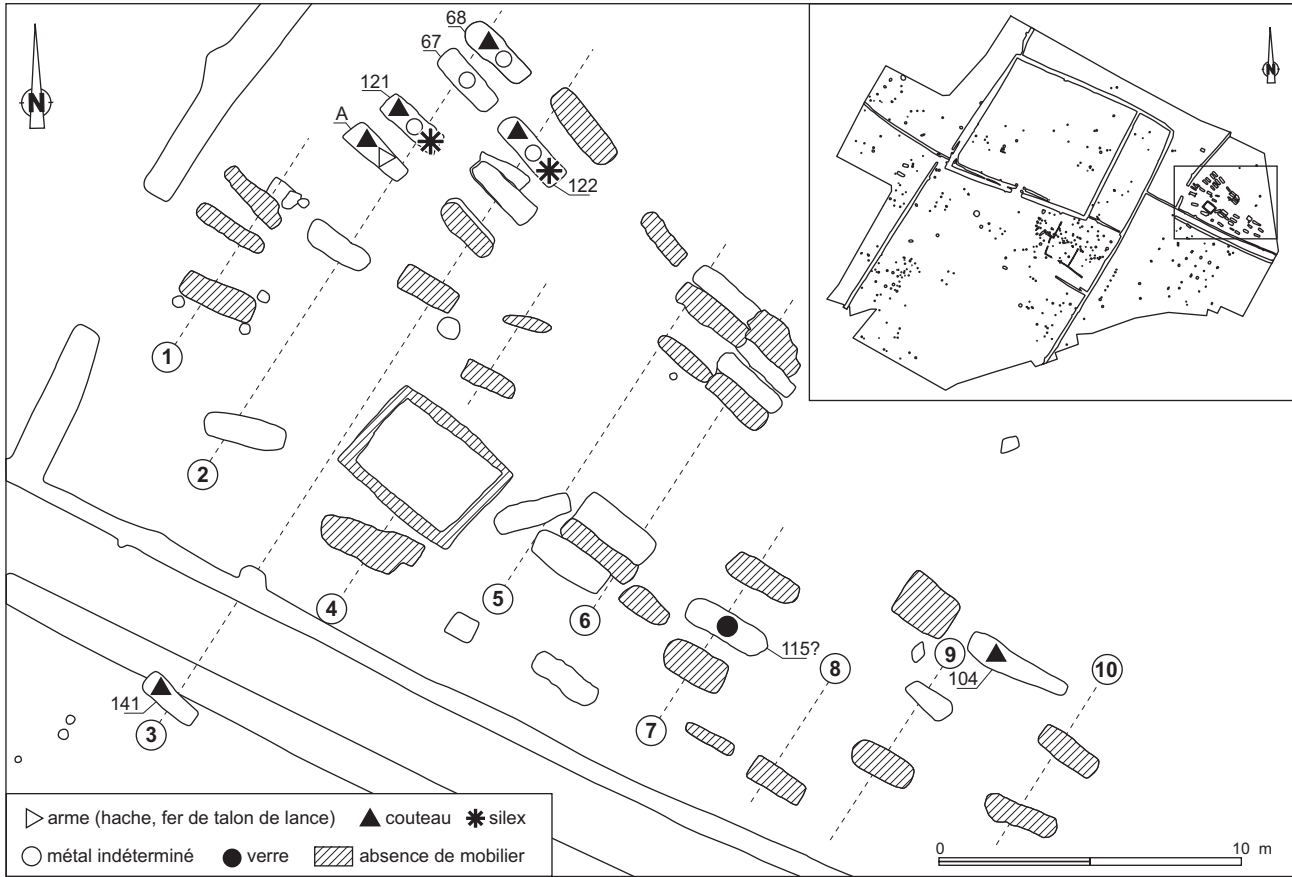 N
N
68
67
121
A
122
1
2
3
4
5
6
7
8
9
10
115?
104
141
arme (hache, fer de talon de lance) couteau silex
métal indéterminé verre absence de mobilier
0 10 m